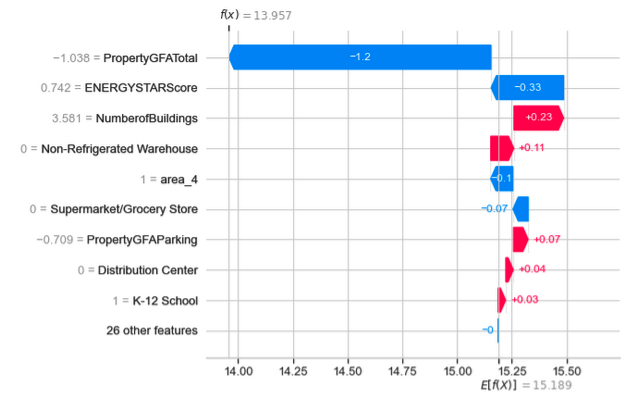 f(x) = 13.957
−1.038 = PropertyGFATotal
−1.2
0.742 = ENERGYSTARScore
−0.33
3.581 = NumberofBuildings
+0.23
0 = Non-Refrigerated Warehouse
+0.11
1 = area_4
−0.1
0 = Supermarket/Grocery Store
−0.07
−0.709 = PropertyGFAParking
+0.07
0 = Distribution Center
+0.04
1 = K-12 School
+0.03
26 other features
−0
14.00 14.25 14.50 14.75 15.00 15.25 15.50
E[f(X)] = 15.189